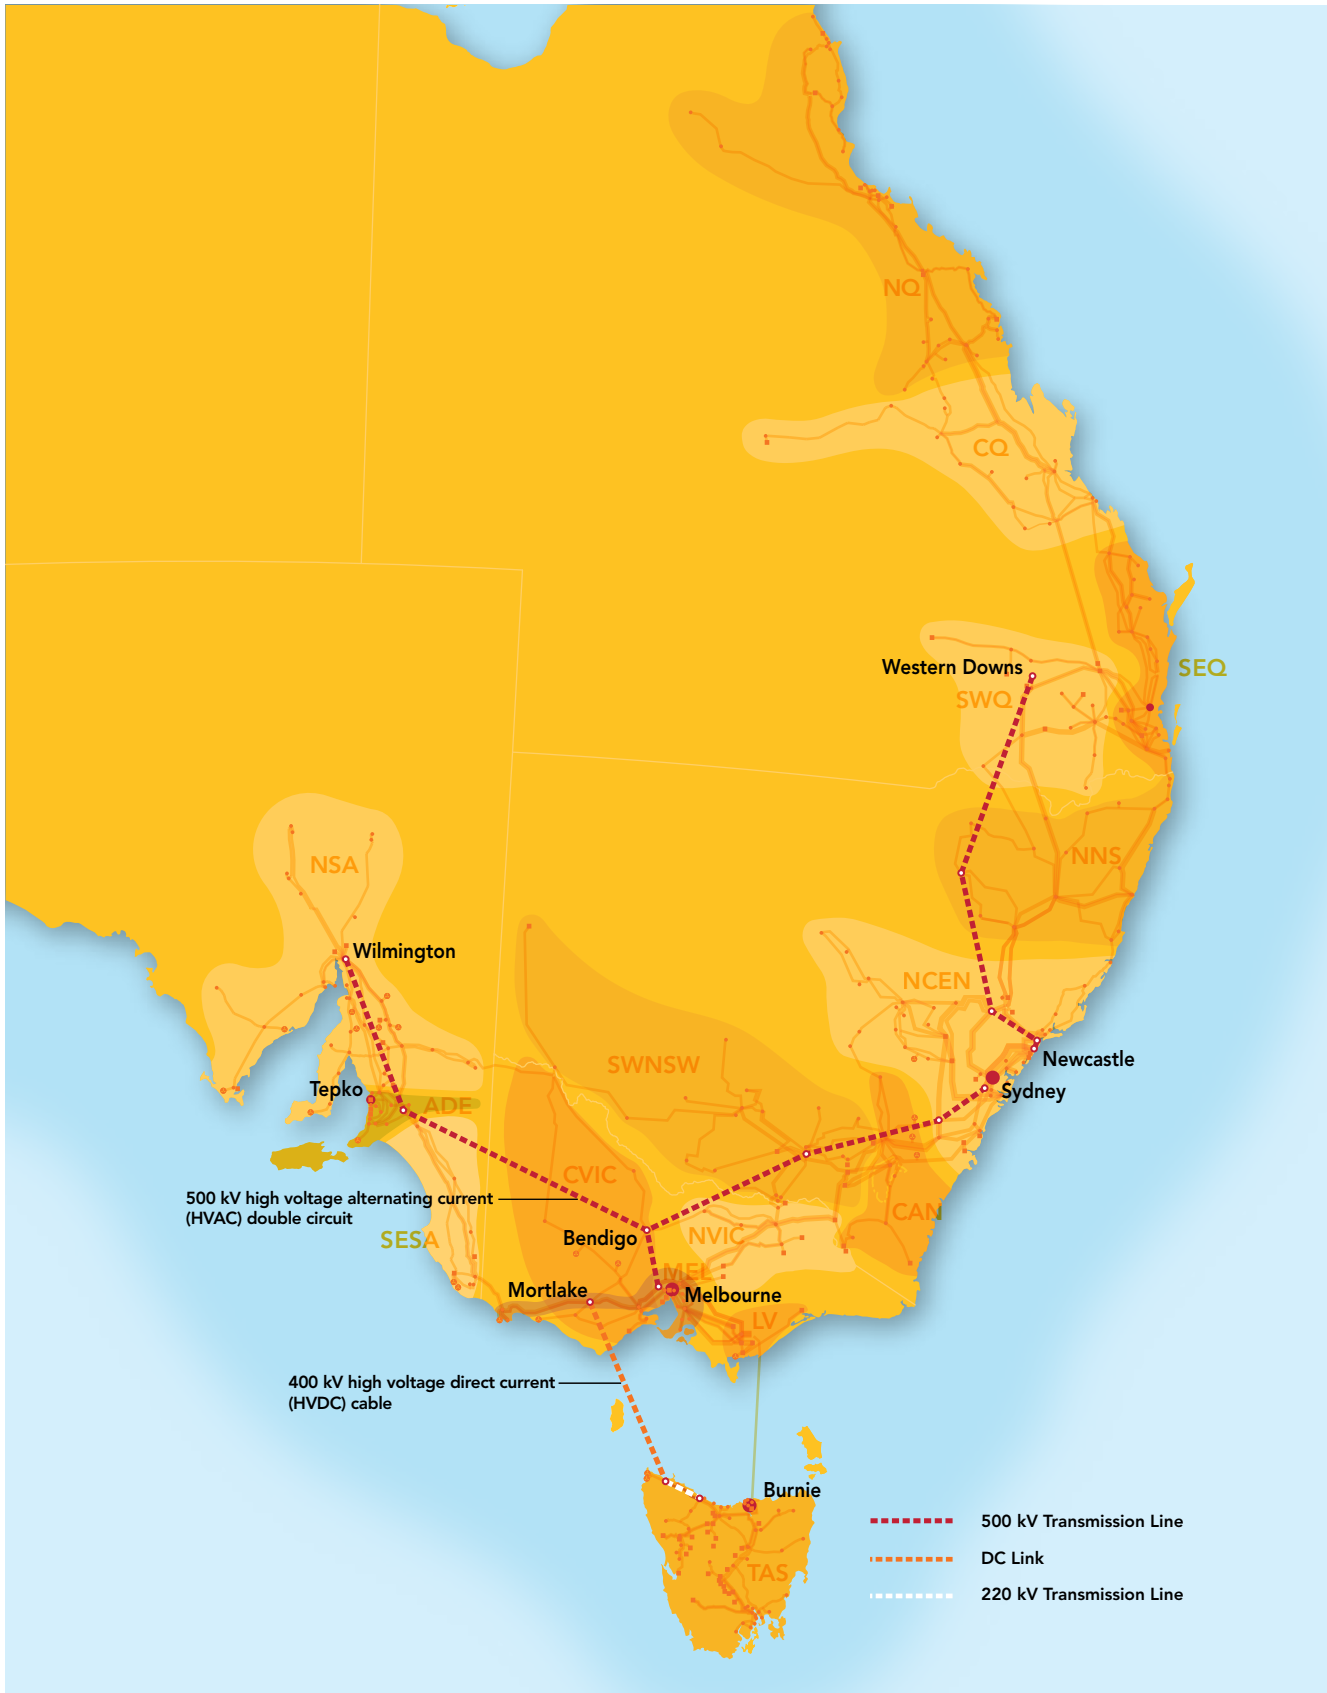 NQ
CQ
Western Downs
SEQ
SWQ
NNS
NSA
Wilmington
NCEN
Newcastle
SWNSW
Tepko
Sydney
ADE
CVIC
500 kV high voltage alternating current
(HVAC) double circuit
CAN
SESA
Bendigo
NVIC
MEL
Mortlake
Melbourne
LV
400 kV high voltage direct current
(HVDC) cable
Burnie
500 kV Transmission Line
DC Link
TAS
220 kV Transmission Line